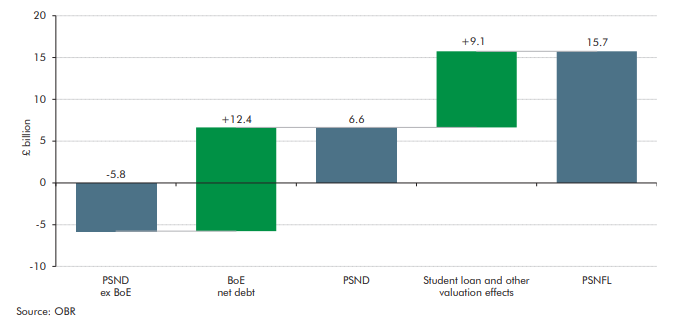 20
15
10
5
0
-5
-10
£ billion
-5.8
+12.4
6.6
+9.1
15.7
PSND
ex BoE
BoE
net debt
PSND
Student loan and other
valuation effects
PSNFL
Source: OBR